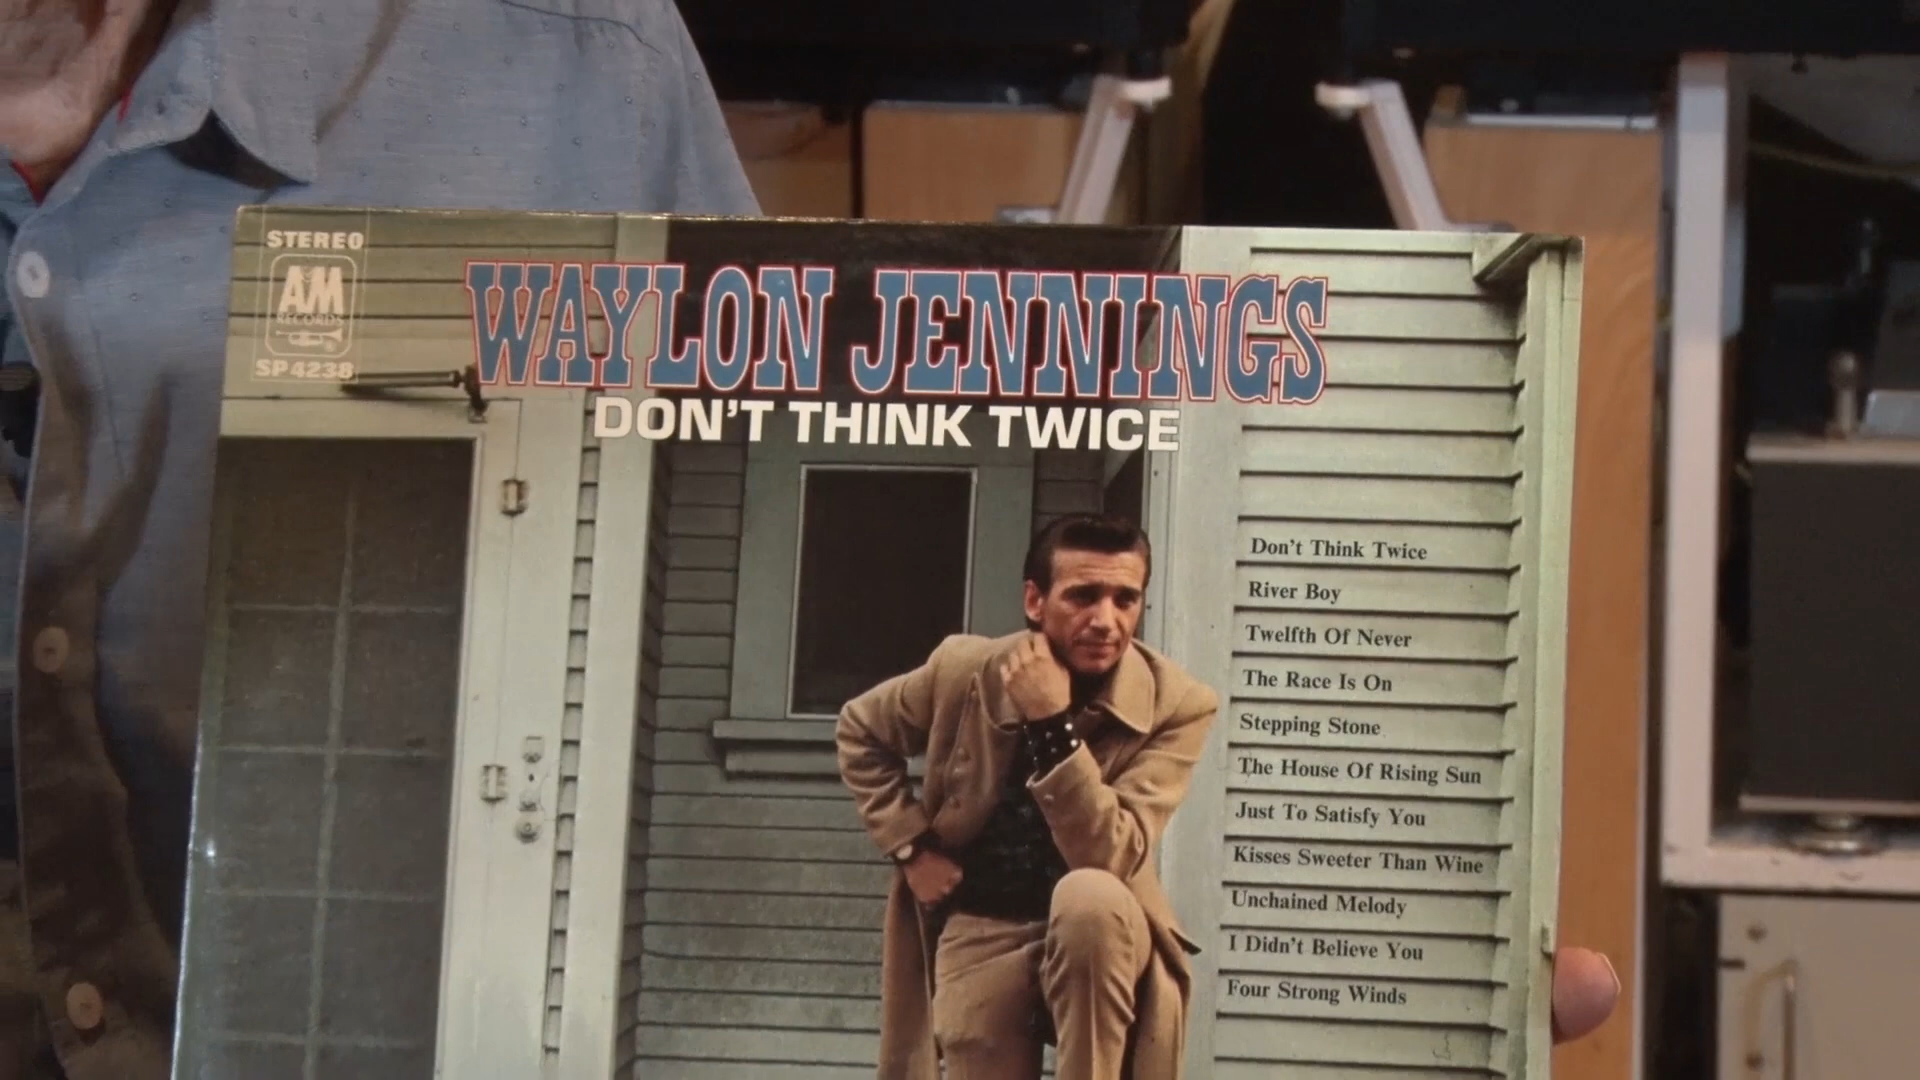 STEREO
AM
RECORDS
SP 4238
WAYLON JENNINGS
DON'T THINK TWICE
Don't Think Twice
River Boy
Twelfth Of Never
The Race Is On
Stepping Stone
The House Of Rising Sun
Just To Satisfy You
Kisses Sweeter Than Wine
Unchained Melody
I Didn't Believe You
Four Strong Winds